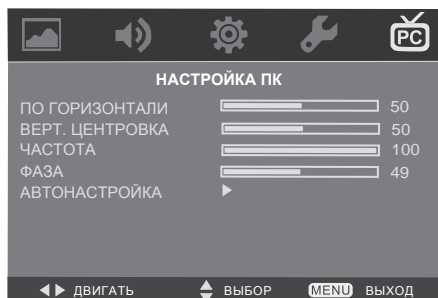 PC
НАСТРОЙКА ПК
ПО ГОРИЗОНТАЛИ 50
ВЕРТ. ЦЕНТРОВКА 50
ЧАСТОТА 100
ФАЗА 49
АВТОНАСТРОЙКА
ДВИГАТЬ ВЫБОР MENU ВЫХОД